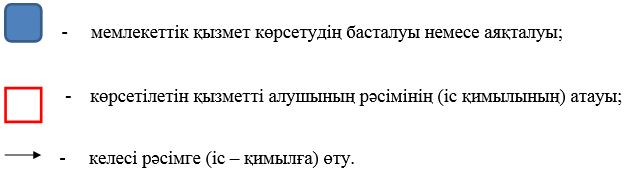 - мемлекеттік қызмет көрсетудің басталуы немесе аяқталуы;
- көрсетілетін қызметті алушының рәсімінің (іс қимылының) атауы;
- келесі рәсімге (іс – қимылға) өту.